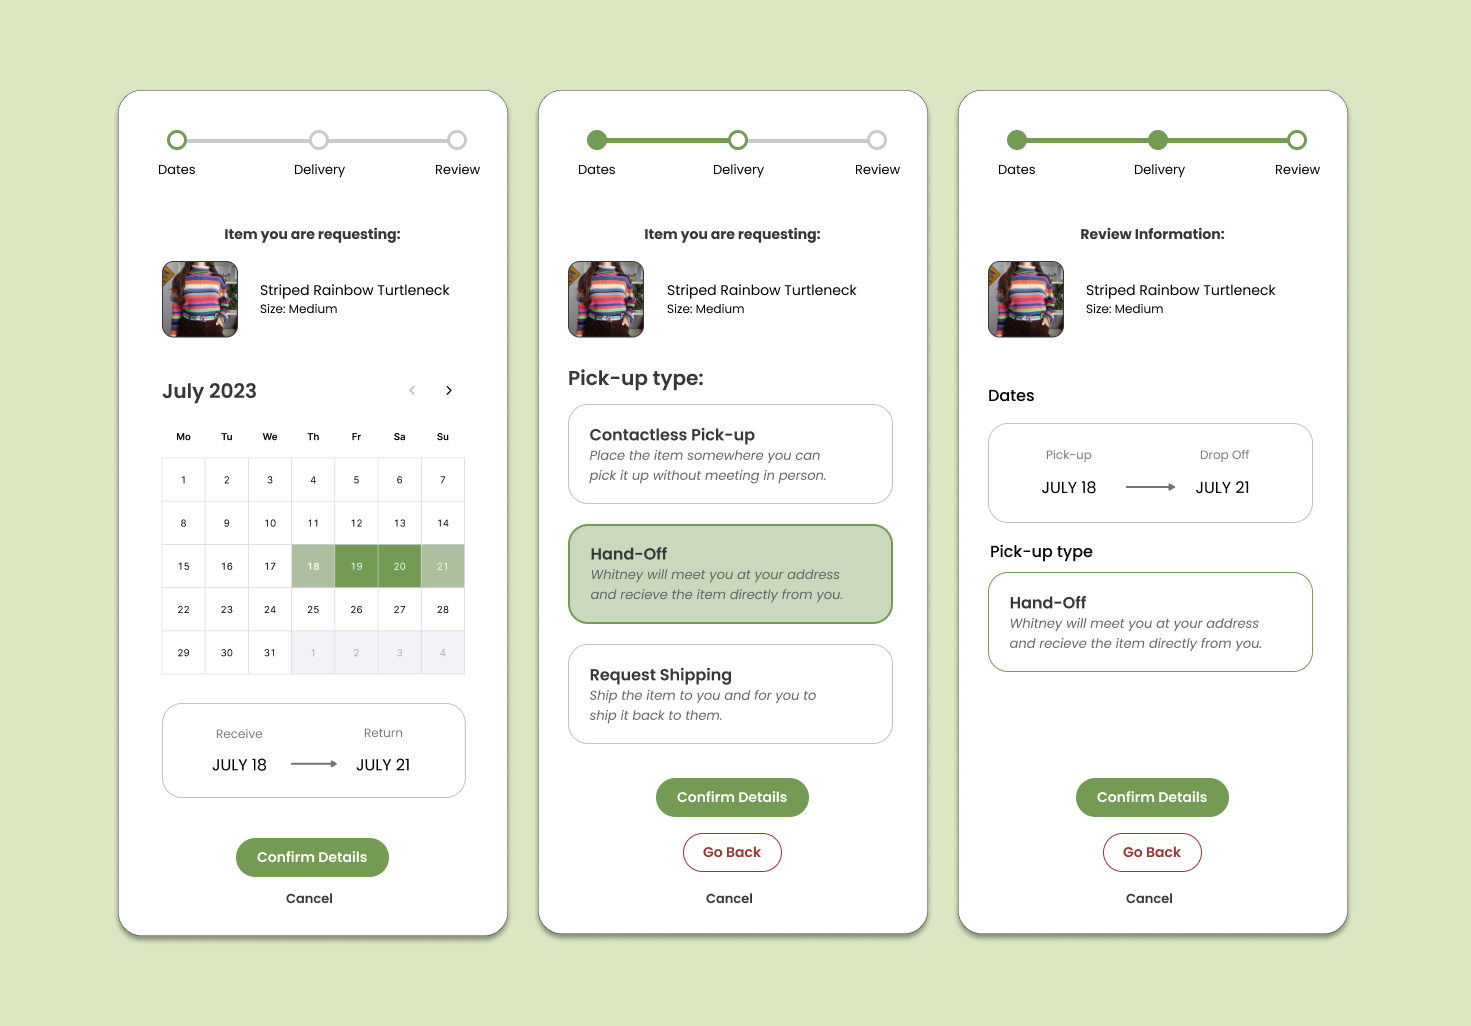 Dates Delivery Review
Item you are requesting:
Striped Rainbow Turtleneck
Size: Medium
July 2023
Mo Tu We Th Fr Sa Su
1 2 3 4 5 6 7
8 9 10 11 12 13 14
15 16 17 18 19 20 21
22 23 24 25 26 27 28
29 30 31 1 2 3 4
Receive Return
JULY 18 JULY 21
Confirm Details
Cancel
Dates Delivery Review
Item you are requesting:
Striped Rainbow Turtleneck
Size: Medium
Pick-up type:
Contactless Pick-up
Place the item somewhere you can
pick it up without meeting in person.
Hand-Off
Whitney will meet you at your address
and recieve the item directly from you.
Request Shipping
Ship the item to you and for you to
ship it back to them.
Confirm Details
Go Back
Cancel
Dates Delivery Review
Review Information:
Striped Rainbow Turtleneck
Size: Medium
Dates
Pick-up Drop Off
JULY 18 JULY 21
Pick-up type
Hand-Off
Whitney will meet you at your address
and recieve the item directly from you.
Confirm Details
Go Back
Cancel